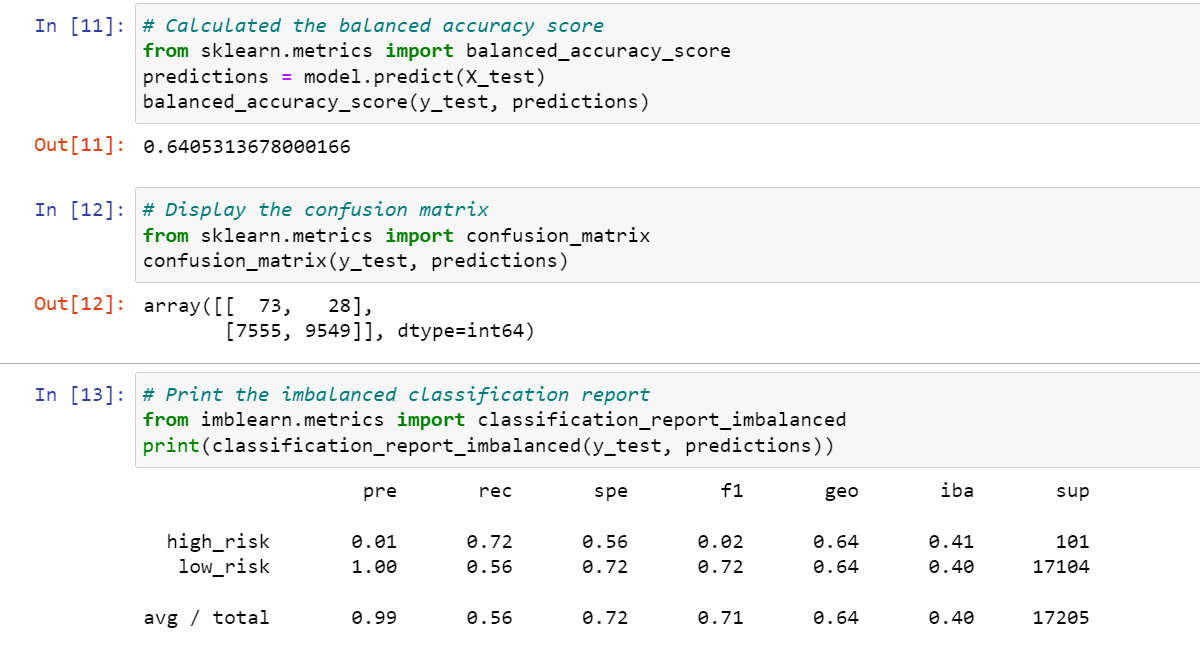 In [11]: # Calculated the balanced accuracy score
from sklearn.metrics import balanced_accuracy_score
predictions = model.predict(X_test)
balanced_accuracy_score(y_test, predictions)
Out[11]: 0.6405313678000166
In [12]: # Display the confusion matrix
from sklearn.metrics import confusion_matrix
confusion_matrix(y_test, predictions)
Out[12]: array([[  73,   28],
       [7555, 9549]], dtype=int64)
In [13]: # Print the imbalanced classification report
from imblearn.metrics import classification_report_imbalanced
print(classification_report_imbalanced(y_test, predictions))
pre rec spe f1 geo iba sup
high_risk 0.01 0.72 0.56 0.02 0.64 0.41 101
low_risk 1.00 0.56 0.72 0.72 0.64 0.40 17104
avg / total 0.99 0.56 0.72 0.71 0.64 0.40 17205